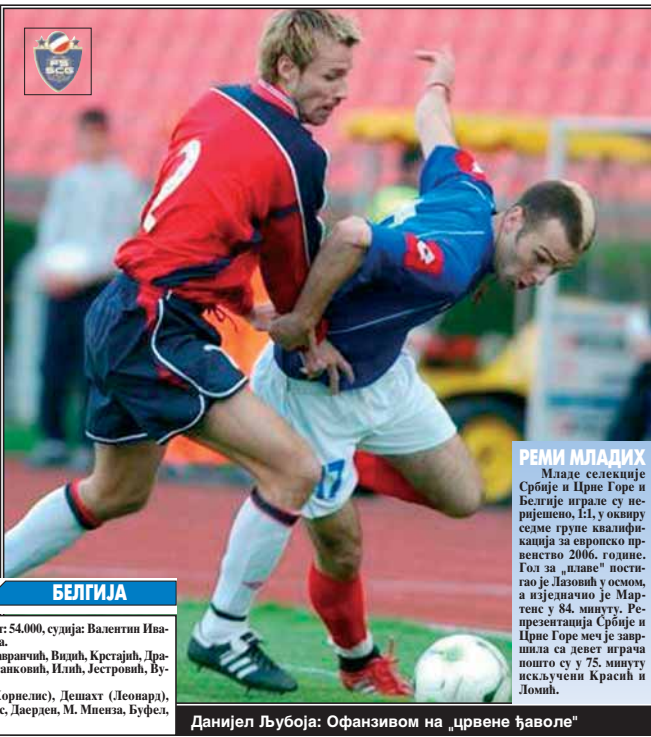 FS
SCG
2
17
РЕМИ МЛАДИХ
Младе селекције
Србије и Црне Горе и
Белгије играле су не-
ријешено, 1:1, у оквиру
седме групе квалифи-
кација за европско пр-
венство 2006. године.
Гол за „плаве" пости-
гао је Лазовић у осмом,
а изједначио је Мар-
тенс у 84. минуту. Ре-
презентација Србије и
Црне Горе меч је завр-
шила са девет играча
пошто су у 75. минуту
искључени Красић и
Ломић.
БЕЛГИЈА
т: 54.000, судија: Валентин Ива-
а.
авранчић, Видић, Крстајић, Дра-
анковић, Илић, Јестровић, Ву-
Корнелис), Дешахт (Леонард),
с, Даерден, М. Мпенза, Буфел,
Данијел Љубоја: Офанзивом на „црвене ђаволе"